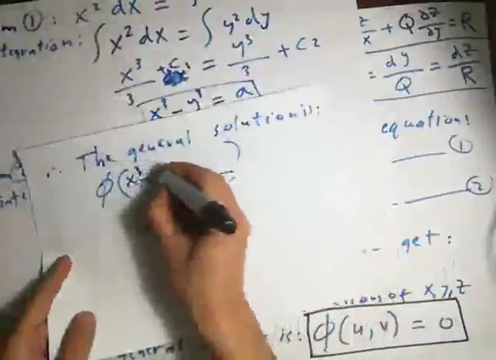 m ①: x² dx =
tegration: ∫ x² dx = ∫ y² dy
x³/3 + C₁ = y³/3 + C2
x³ - y³ = a
∴ The general solution is:
ϕ(x³
) =
+ Q ∂z/∂y = R
= dy/Q = dz/R
equation
①
②
get:
of x, y, z
is: ϕ(u, v) = 0